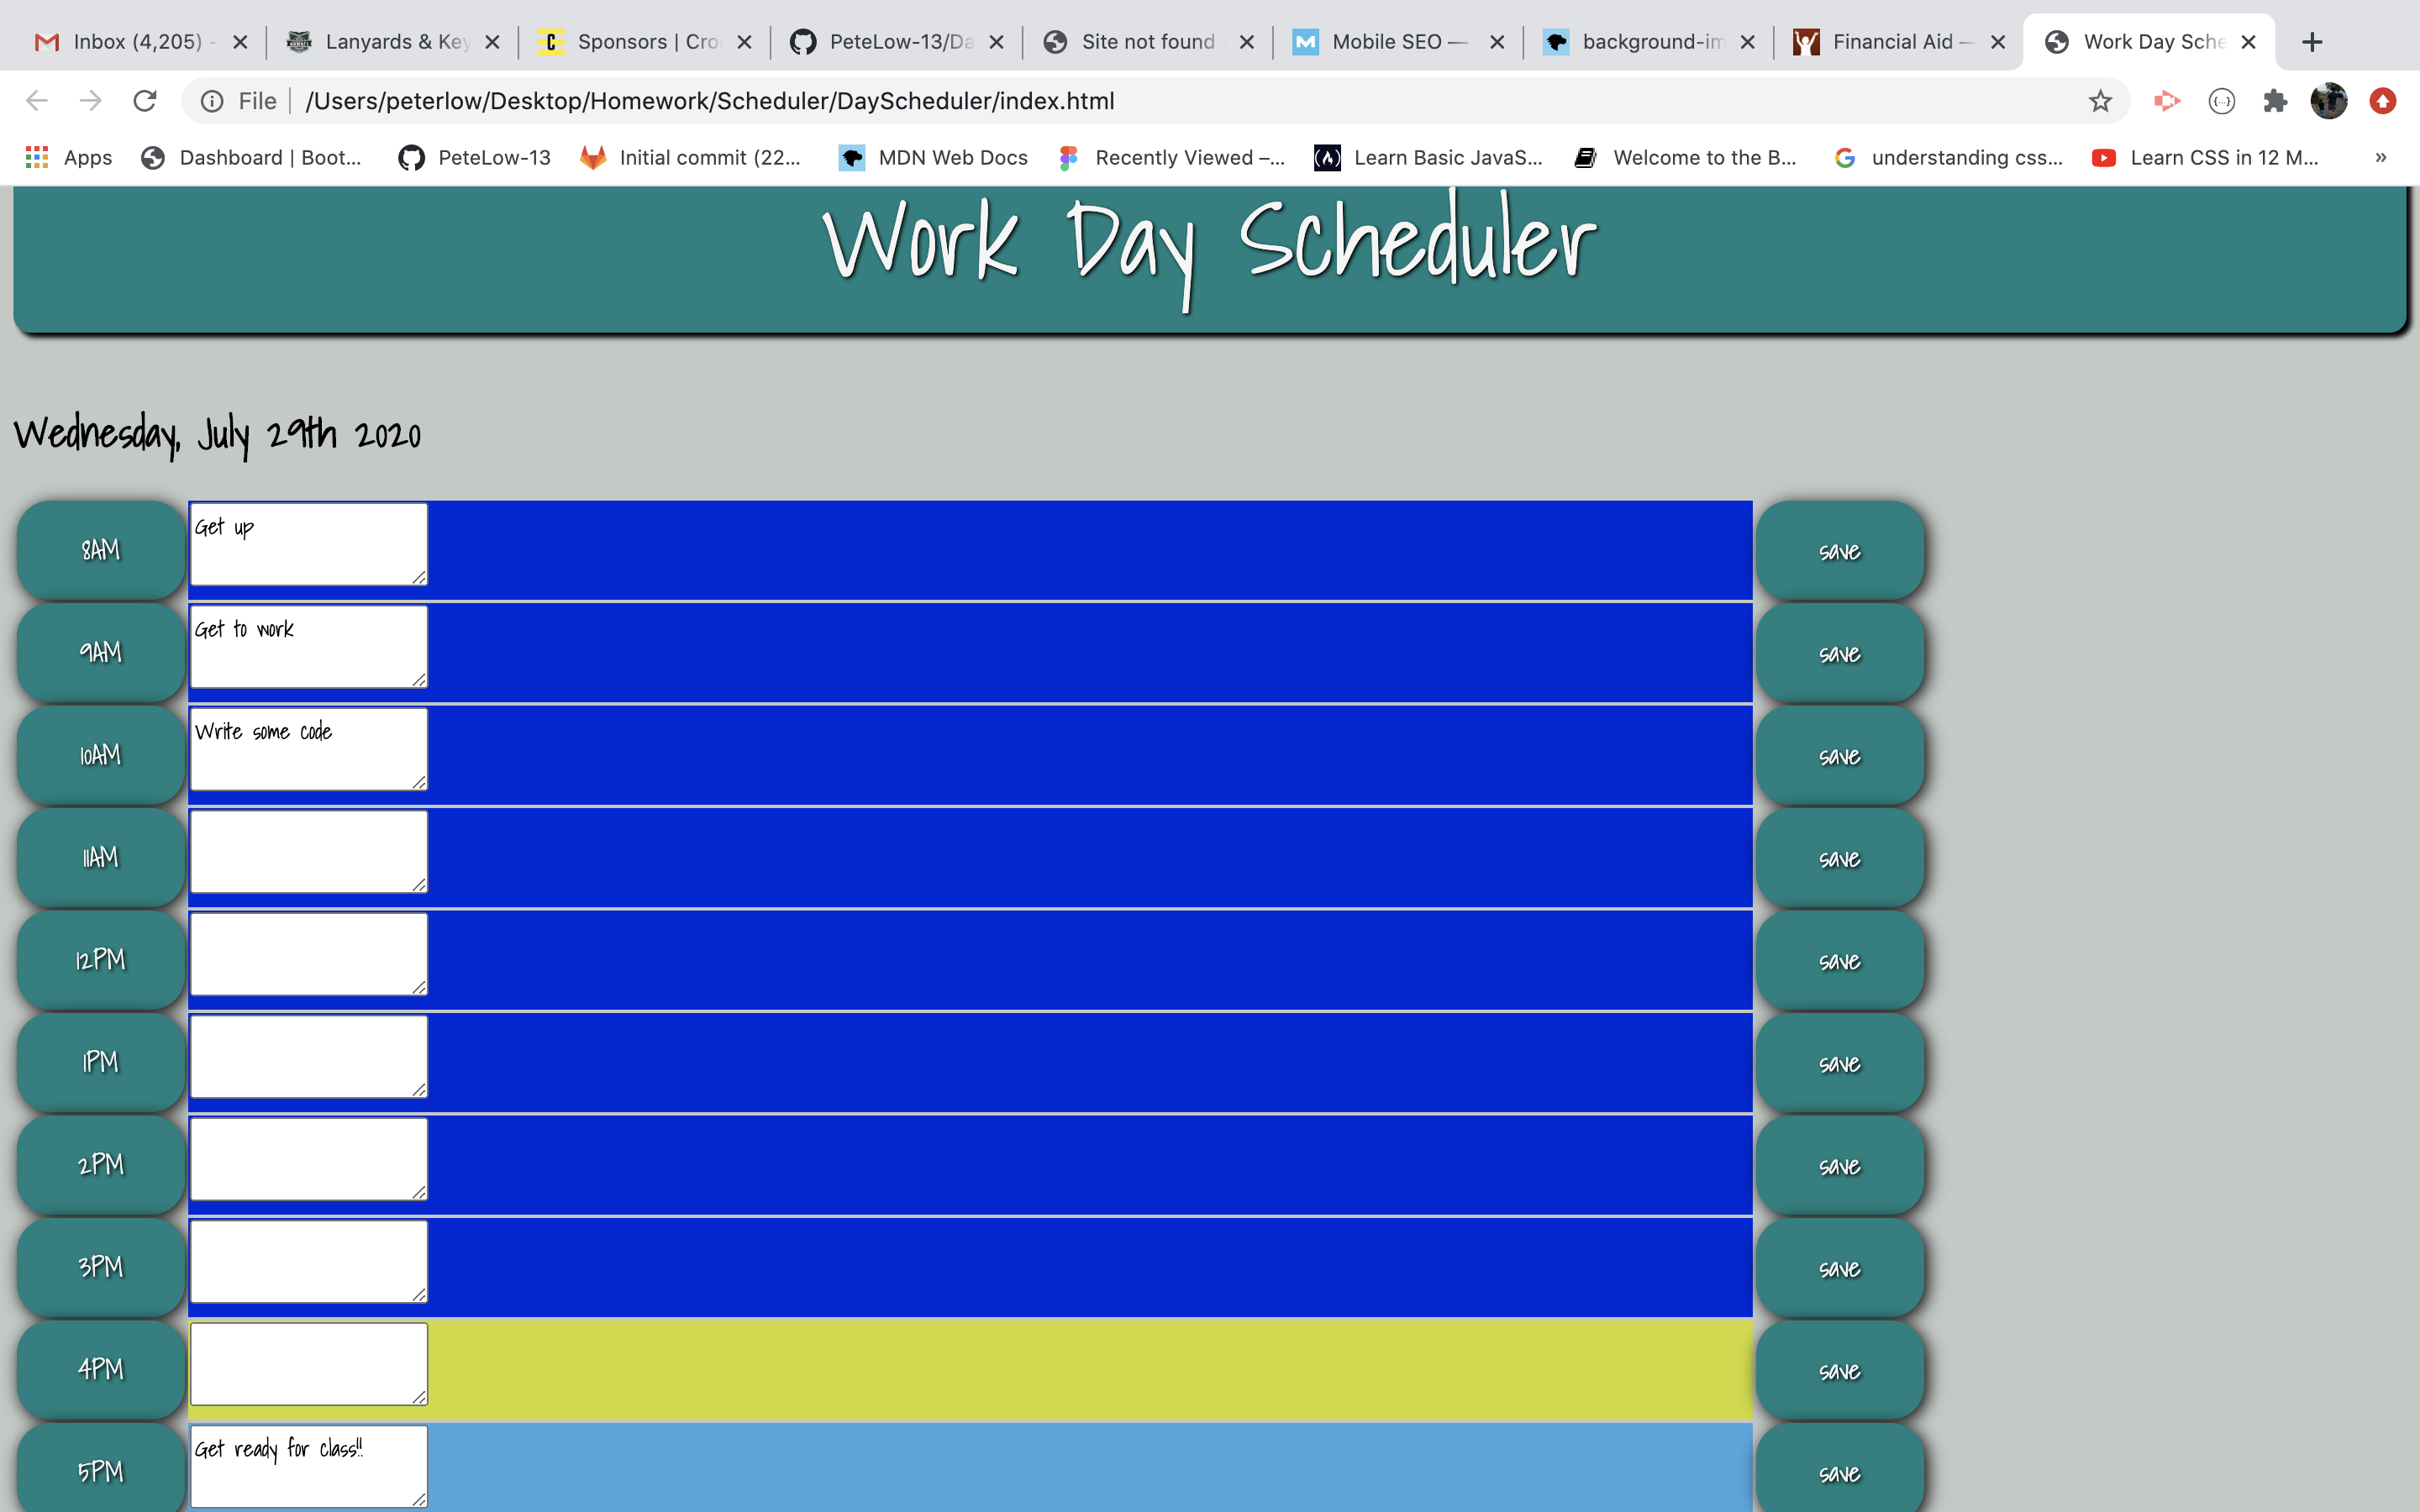 Inbox (4,205) - Lanyards & Key Sponsors | Cro PeteLow-13/Da Site not found Mobile SEO — background-im Financial Aid — Work Day Sche
File /Users/peterlow/Desktop/Homework/Scheduler/DayScheduler/index.html
Apps Dashboard | Boot... PeteLow-13 Initial commit (22... MDN Web Docs Recently Viewed –... Learn Basic JavaS... Welcome to the B... understanding css... Learn CSS in 12 M... »
Work Day Scheduler
Wednesday, July 29th 2020
8AM Get up save
9AM Get to work save
10AM Write some code save
11AM save
12PM save
1PM save
2PM save
3PM save
4PM save
5PM Get ready for class!! save